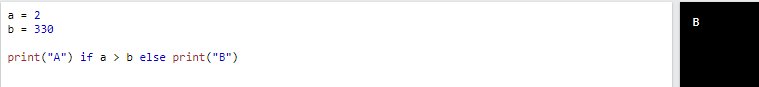 a = 2
b = 330
print("A") if a > b else print("B")
B